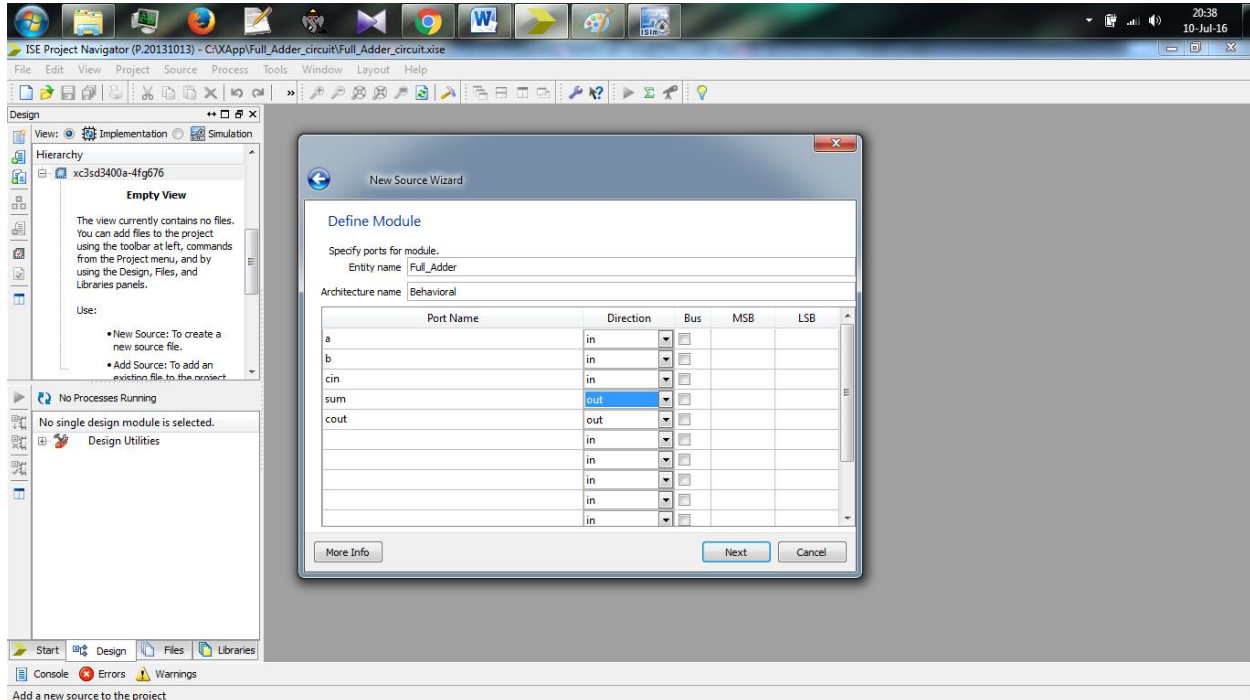 20:38
10-Jul-16
ISE Project Navigator (P.20131013) - C:\XApp\Full_Adder_circuit\Full_Adder_circuit.xise
File Edit View Project Source Process Tools Window Layout Help
Design
View: Implementation Simulation
Hierarchy
xc3sd3400a-4fg676
Empty View
The view currently contains no files.
You can add files to the project
using the toolbar at left, commands
from the Project menu, and by
using the Design, Files, and
Libraries panels.
Use:
•New Source: To create a
new source file.
•Add Source: To add an
existing file to the project
No Processes Running
No single design module is selected.
Design Utilities
Start Design Files Libraries
Console Errors Warnings
Add a new source to the project
New Source Wizard
Define Module
Specify ports for module.
Entity name Full_Adder
Architecture name Behavioral
Port Name Direction Bus MSB LSB
a in
b in
cin in
sum out
cout out
in
in
in
in
in
More Info Next Cancel